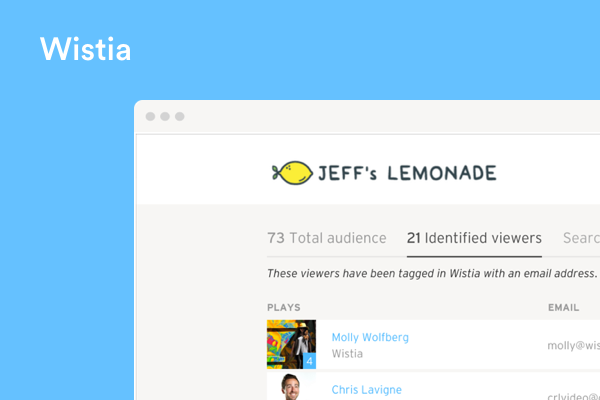 Wistia
JEFF's LEMONADE
73 Total audience
21 Identified viewers
Searc
These viewers have been tagged in Wistia with an email address.
PLAYS
EMAIL
4
Molly Wolfberg
Wistia
molly@wis
Chris Lavigne
crlvideo@